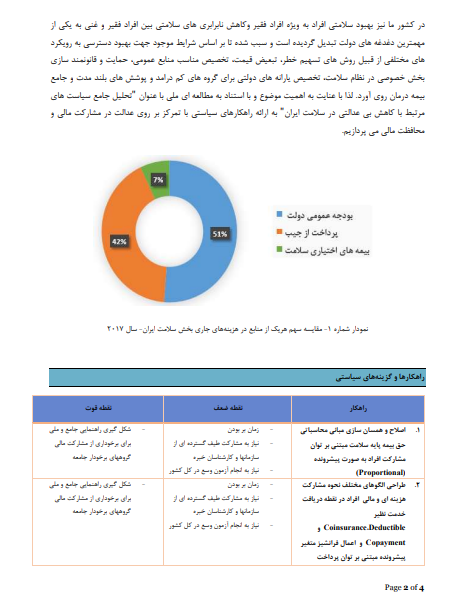 در کشور ما نیز بهبود سلامتی افراد به ویژه افراد فقیر وکاهش نابرابری های سلامتی بین افراد فقیر و غنی به یکی از
مهمترین دغدغه های دولت تبدیل گردیده است و سبب شده تا بر اساس شرایط موجود جهت بهبود دسترسی به رویکرد
های مختلفی از قبیل روش های تسهیم خطر، تبعیض قیمت، تخصیص مناسب منابع عمومی، حمایت و قانونمند سازی
بخش خصوصی در نظام سلامت، تخصیص یارانه های دولتی برای گروه های کم درامد و پوشش های بلند مدت و جامع
بیمه درمان روی آورد. لذا با عنایت به اهمیت موضوع و با استناد به مطالعه ای ملی با عنوان "تحلیل جامع سیاست های
مرتبط با کاهش بی عدالتی در سلامت ایران" به ارائه راهکارهای سیاستی با تمرکز بر روی عدالت در مشارکت مالی و
محافظت مالی می پردازیم.
7%
42%
51%
بودجه عمومی دولت
پرداخت از جیب
بیمه های اختیاری سلامت
نمودار شماره ۱- مقایسه سهم هریک از منابع در هزینه‌های جاری بخش سلامت ایران- سال ۲۰۱۷
راهکارها و گزینه‌های سیاستی
راهکار
نقطه ضعف
نقطه قوت
۱. اصلاح و همسان سازی مبانی محاسباتی
حق بیمه پایه سلامت مبتنی بر توان
مشارکت افراد به صورت پیشرونده
(Proportional)
- زمان بر بودن
- نیاز به مشارکت طیف گسترده ای از
سازمانها و کارشناسان خبره
- نیاز به انجام آزمون وسع در کل کشور
- شکل گیری راهنمایی جامع و ملی
برای برخورداری از مشارکت مالی
گروههای برخودار جامعه
۲. طراحی الگوهای مختلف نحوه مشارکت
هزینه ای و مالی افراد در نقطه دریافت
خدمت نظیر
Coinsurance،Deductible و
Copayment و اعمال فرانشیز متغیر
پیشرونده مبتنی بر توان پرداخت
- زمان بر بودن
- نیاز به مشارکت طیف گسترده ای از
سازمانها و کارشناسان خبره
- نیاز به انجام آزمون وسع در کل کشور
- شکل گیری راهنمایی جامع و ملی
برای برخورداری از مشارکت مالی
گروههای برخودار جامعه
Page 2 of 4